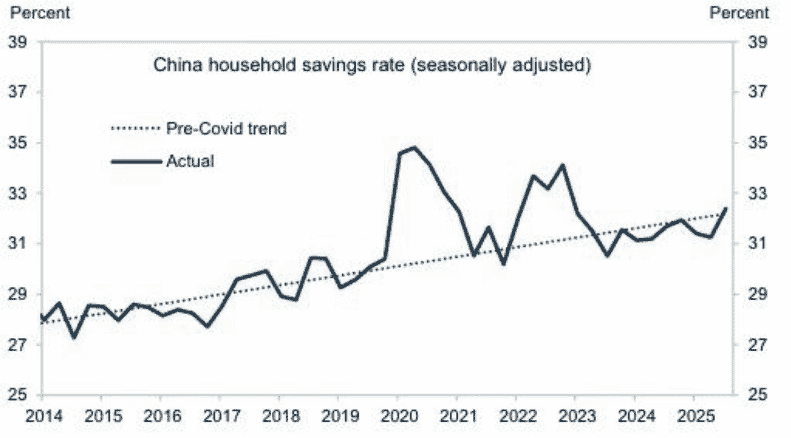 Percent Percent
China household savings rate (seasonally adjusted)
Pre-Covid trend
Actual
39 39
37 37
35 35
33 33
31 31
29 29
27 27
25 25
2014 2015 2016 2017 2018 2019 2020 2021 2022 2023 2024 2025